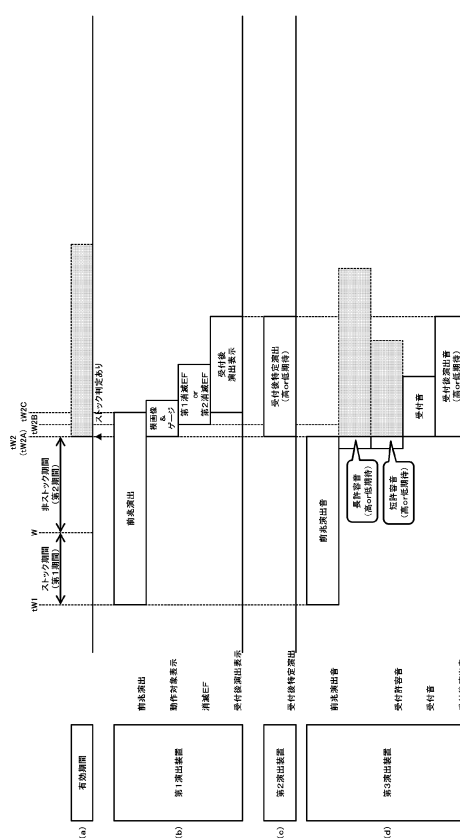 tW1
W
tW2
(tW2A)
tW2B
tW2C
ストック期間
(第1期間)
非ストック期間
(第2期間)
(a)
有効期間
ストック判定あり
(b)
第1演出装置
前兆演出
前兆演出
動作対象表示
&
ゲージ
消滅EF
第1消滅EF
or
第2消滅EF
受付後演出表示
受付後
演出表示
(c)
第2演出装置
受付後特定演出
受付後特定演出
(高or低期待)
(d)
第3演出装置
前兆演出音
前兆演出音
受付許容音
長許容音
(高or低期待)
短許容音
(高or低期待)
受付音
受付音
受付後演出音
(高or低期待)